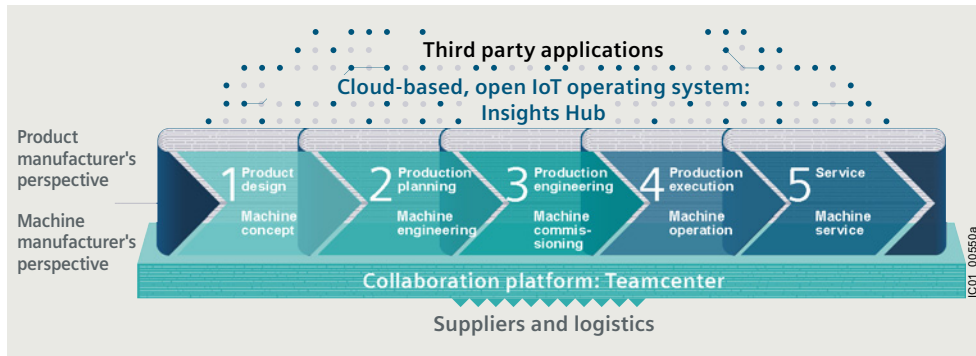 Third party applications
Cloud-based, open IoT operating system:
Insights Hub
Product
manufacturer's
perspective
Machine
manufacturer's
perspective
1 Product
design
Machine
concept
2 Production
planning
Machine
engineering
3 Production
engineering
Machine
commis-
sioning
4 Production
execution
Machine
operation
5 Service
Machine
service
Collaboration platform: Teamcenter
Suppliers and logistics
IC01_00550a